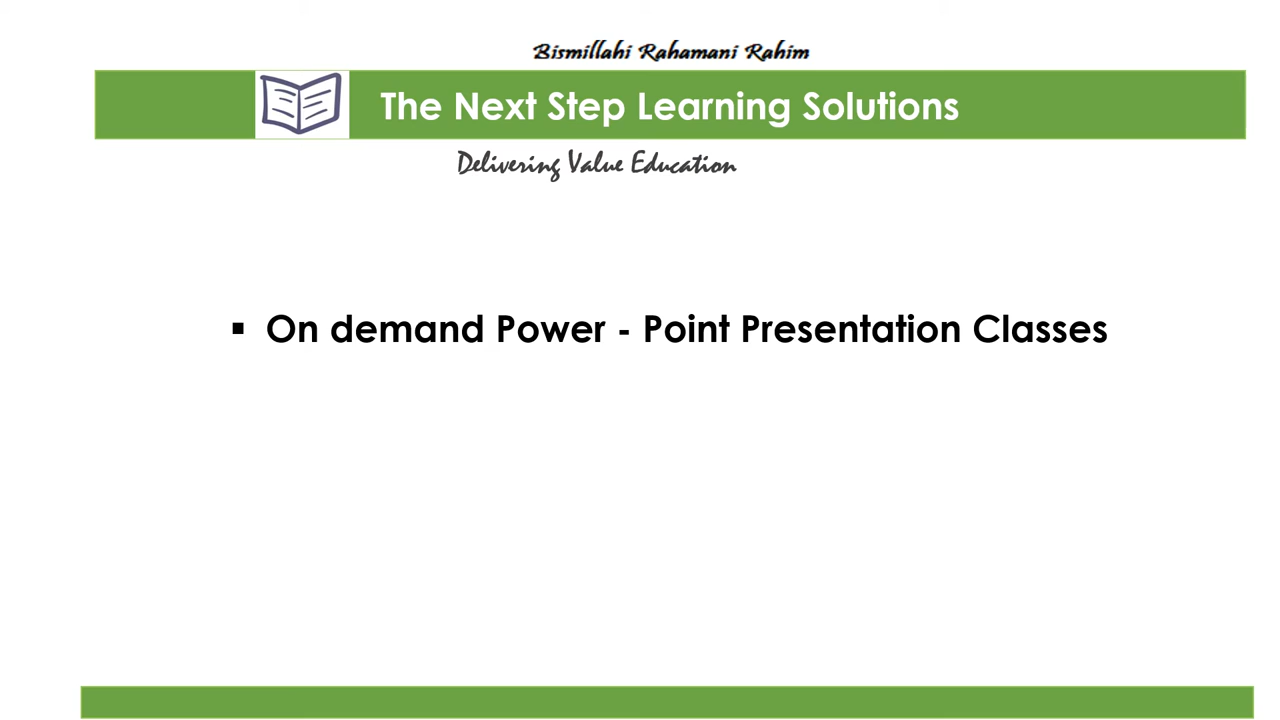 Bismillahi Rahamani Rahim
The Next Step Learning Solutions
Delivering Value Education
▪ On demand Power - Point Presentation Classes